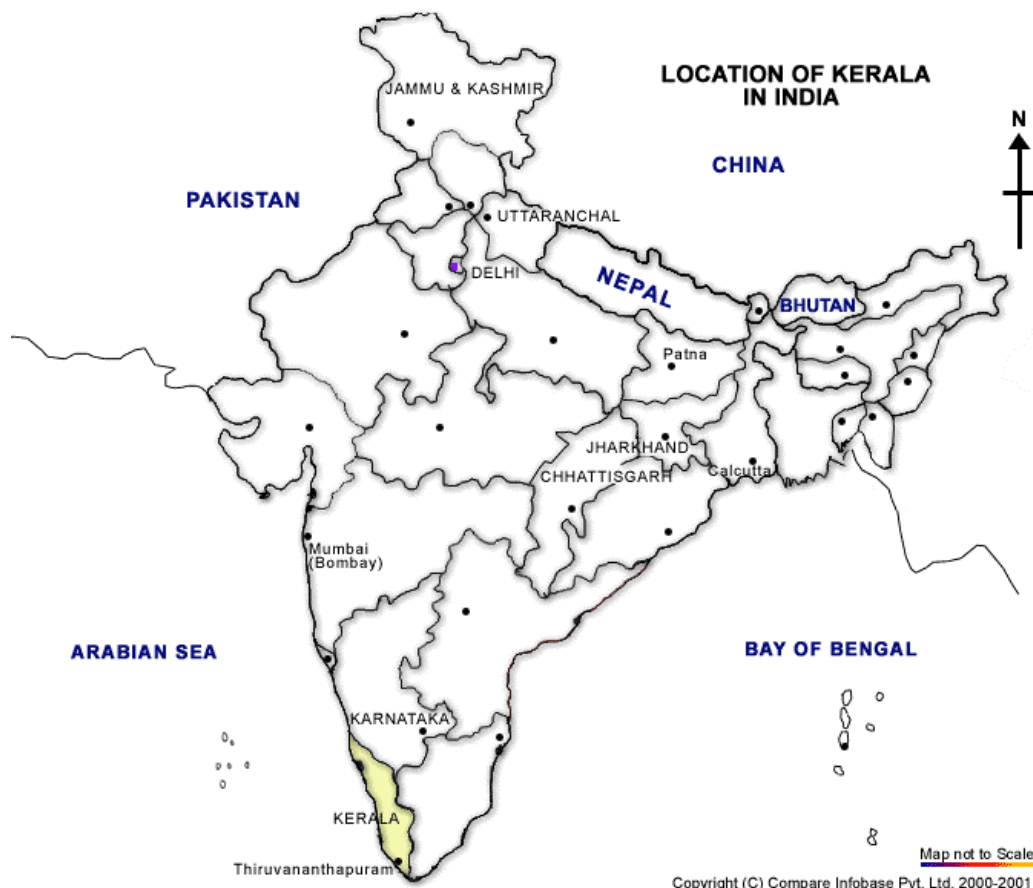 LOCATION OF KERALA
IN INDIA
N
JAMMU & KASHMIR
CHINA
PAKISTAN
UTTARANCHAL
DELHI
NEPAL
BHUTAN
Patna
JHARKHAND
CHHATTISGARH
Calcutta
Mumbai
(Bombay)
ARABIAN SEA
BAY OF BENGAL
KARNATAKA
KERALA
Thiruvananthapuram
Map not to Scale
Copyright (C) Compare Infobase Pvt. Ltd. 2000-2001